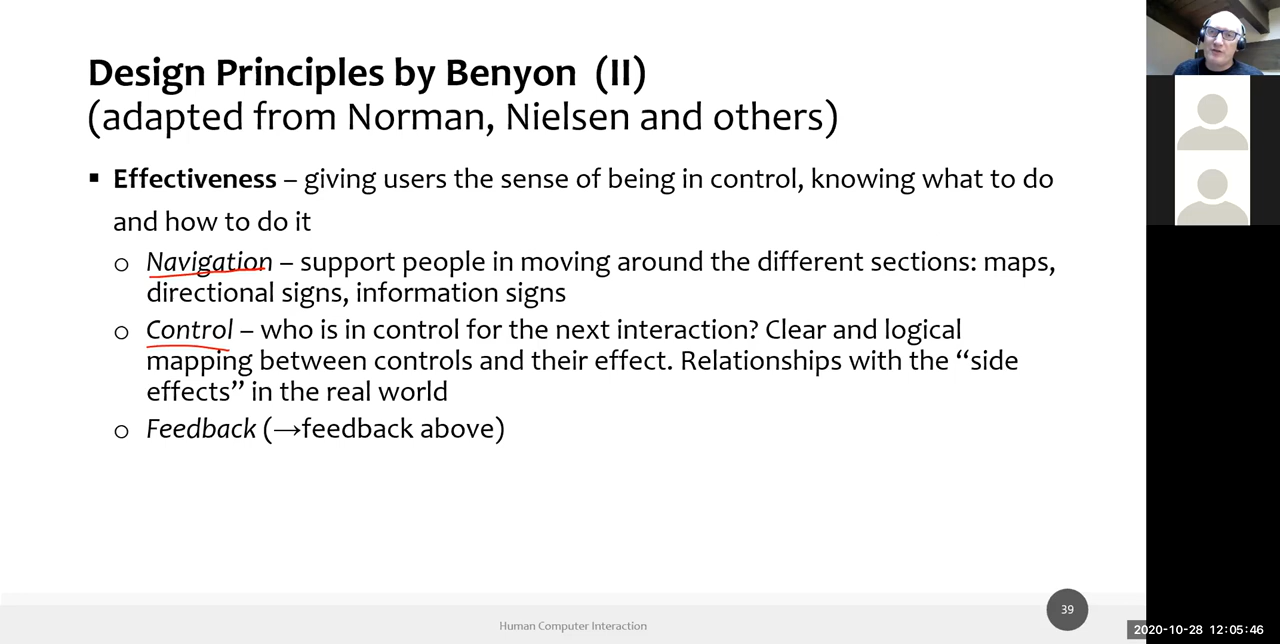 Design Principles by Benyon (II)
(adapted from Norman, Nielsen and others)
▪ Effectiveness – giving users the sense of being in control, knowing what to do
and how to do it
o Navigation – support people in moving around the different sections: maps,
directional signs, information signs
o Control – who is in control for the next interaction? Clear and logical
mapping between controls and their effect. Relationships with the “side
effects” in the real world
o Feedback (→feedback above)
39
Human Computer Interaction
2020-10-28 12:05:46